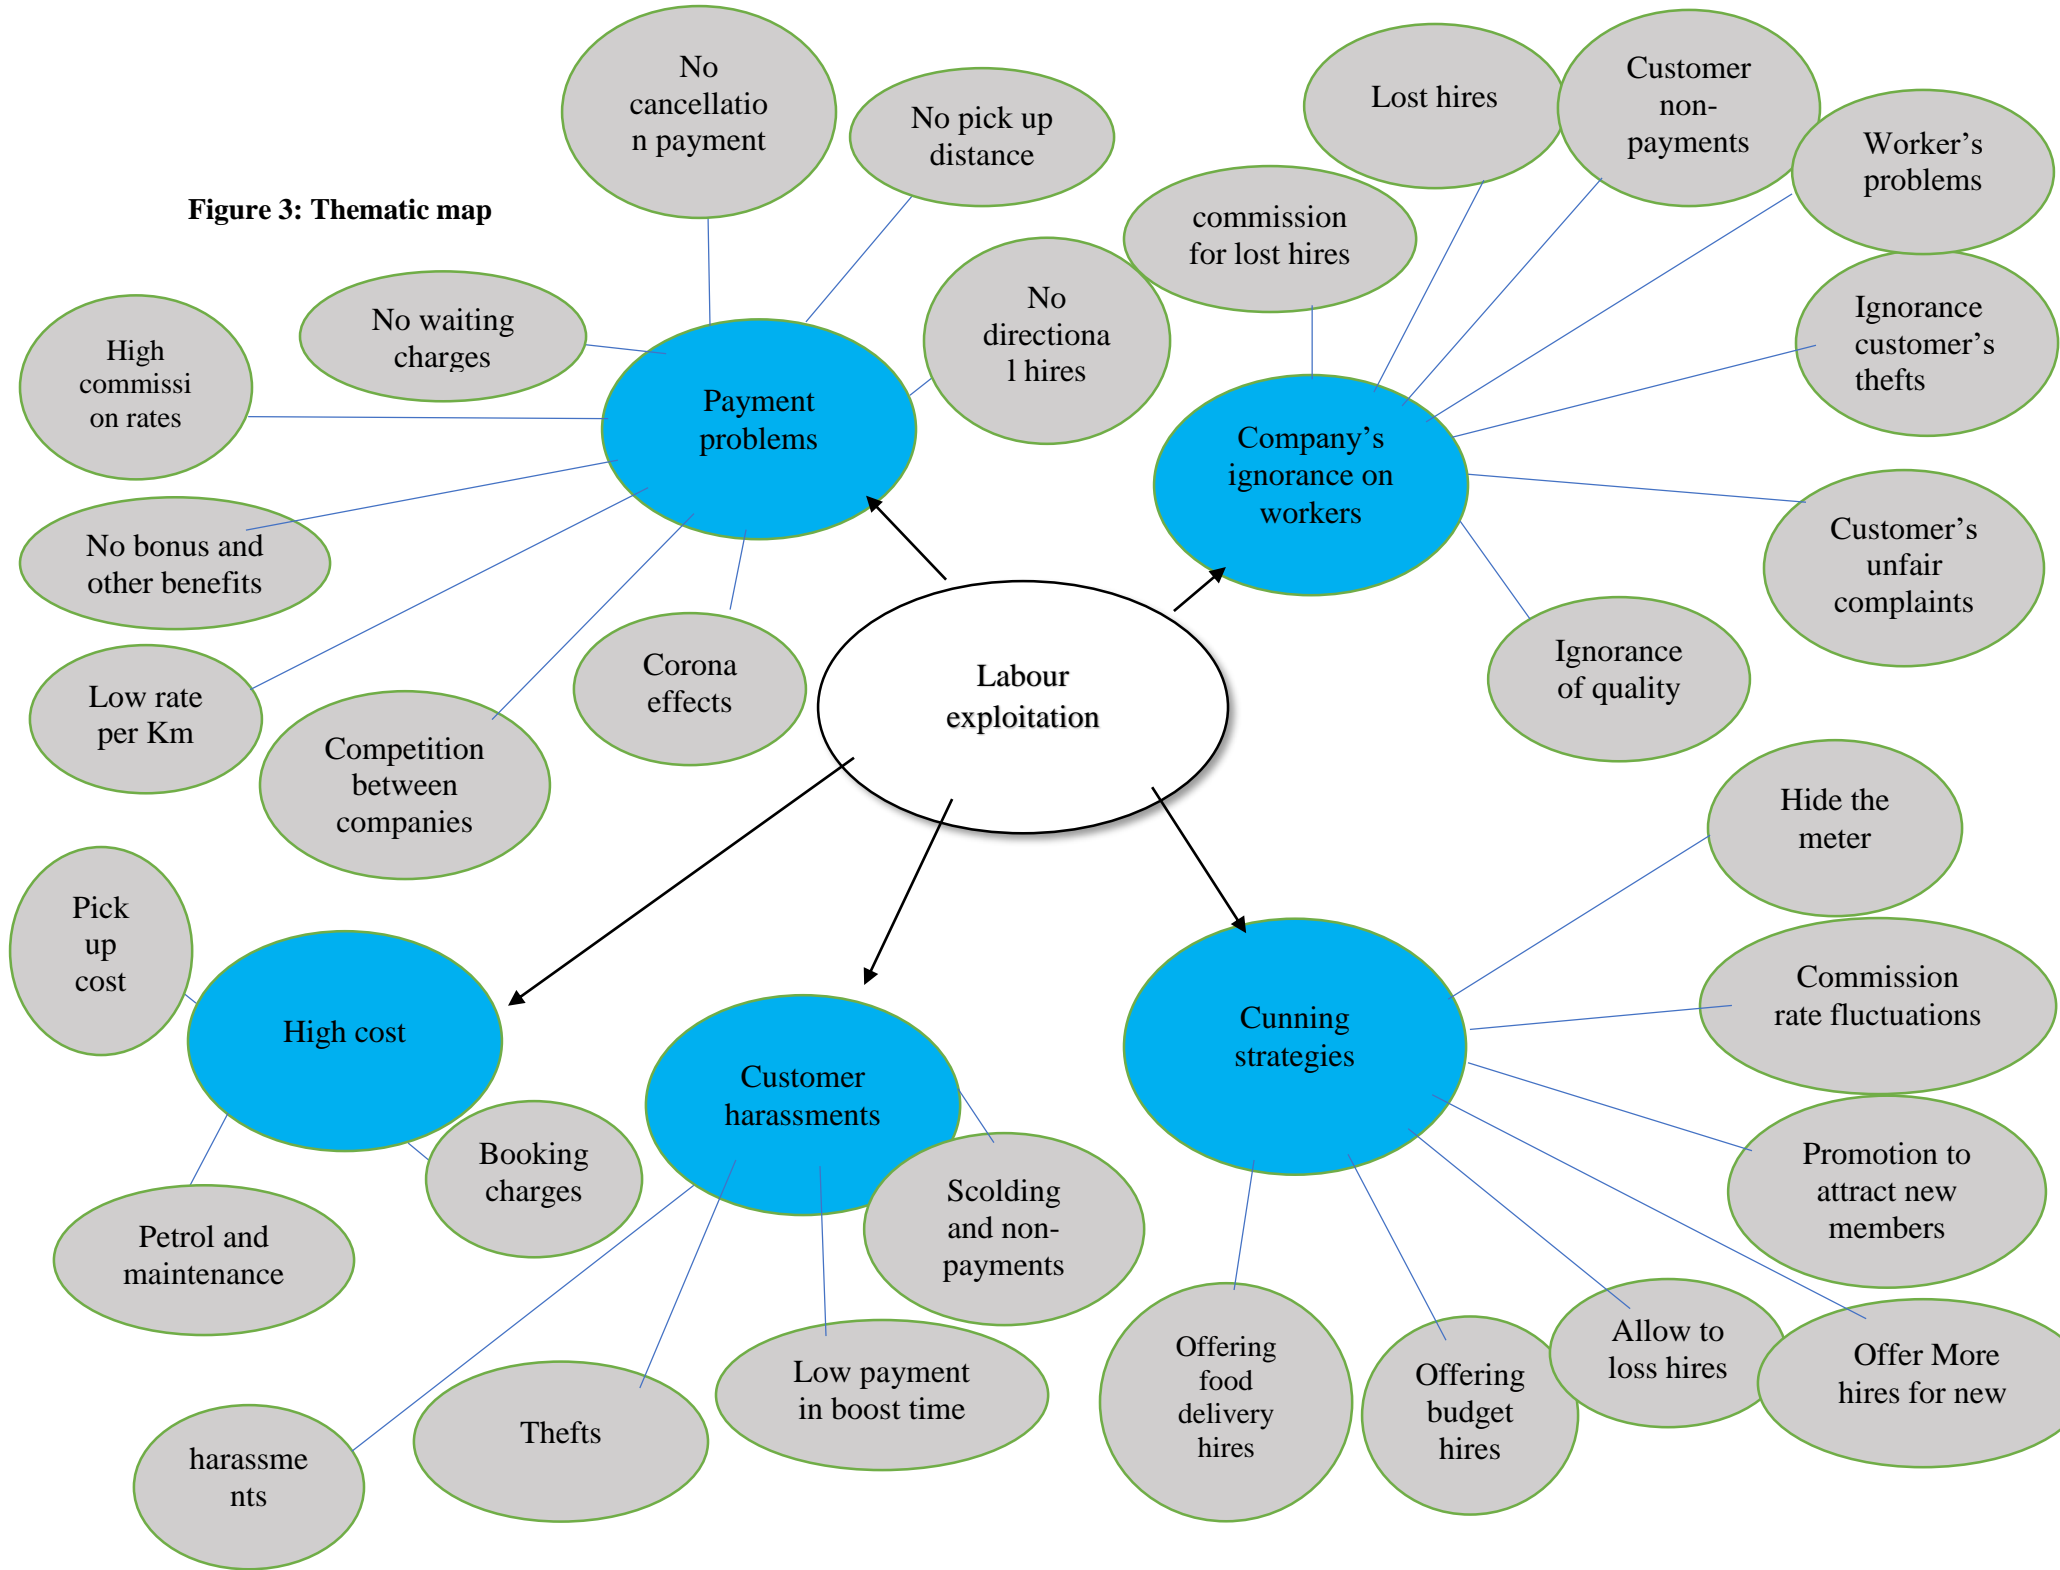 Figure 3: Thematic map
No
cancellatio
n payment
No pick up
distance
No waiting
charges
High
commissi
on rates
No
directiona
l hires
Payment
problems
No bonus and
other benefits
Low rate
per Km
Competition
between
companies
Corona
effects
Lost hires
Customer
non-
payments
Worker's
problems
commission
for lost hires
Ignorance
customer's
thefts
Company's
ignorance on
workers
Customer's
unfair
complaints
Ignorance
of quality
Labour
exploitation
Pick
up
cost
High cost
Booking
charges
Petrol and
maintenance
Customer
harassments
Scolding
and non-
payments
Low payment
in boost time
Thefts
harassme
nts
Cunning
strategies
Hide the
meter
Commission
rate fluctuations
Promotion to
attract new
members
Offer More
hires for new
Allow to
loss hires
Offering
budget
hires
Offering
food
delivery
hires